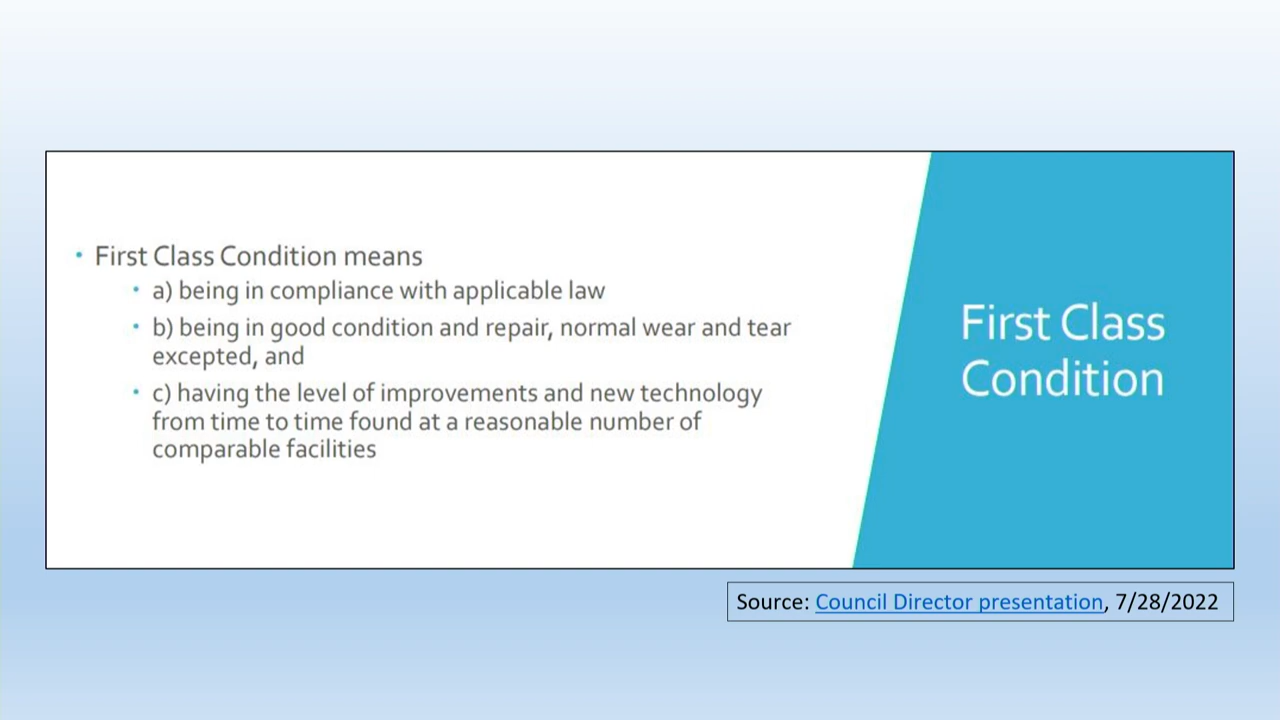 First Class Condition means
a) being in compliance with applicable law
b) being in good condition and repair, normal wear and tear
excepted, and
c) having the level of improvements and new technology
from time to time found at a reasonable number of
comparable facilities
First Class
Condition
Source: Council Director presentation, 7/28/2022